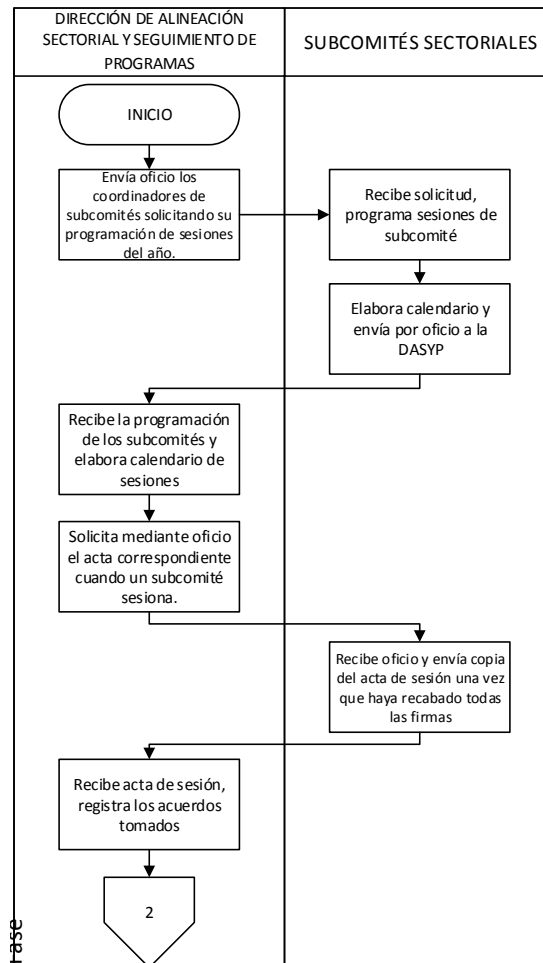 DIRECCIÓN DE ALINEACIÓN
SECTORIAL Y SEGUIMIENTO DE
PROGRAMAS
SUBCOMITÉS SECTORIALES
INICIO
Envía oficio los
coordinadores de
subcomités solicitando su
programación de sesiones
del año.
Recibe solicitud,
programa sesiones de
subcomité
Elabora calendario y
envía por oficio a la
DASYP
Recibe la programación
de los subcomités y
elabora calendario de
sesiones
Solicita mediante oficio
el acta correspondiente
cuando un subcomité
sesiona.
Recibe oficio y envía copia
del acta de sesión una vez
que haya recabado todas
las firmas
Recibe acta de sesión,
registra los acuerdos
tomados
2
Fase